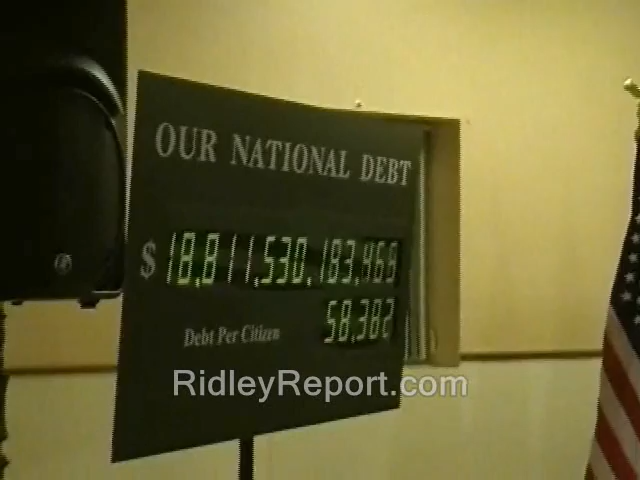 OUR NATIONAL DEBT
$18,811,530,183,468
Debt Per Citizen 58,382
RidleyReport.com